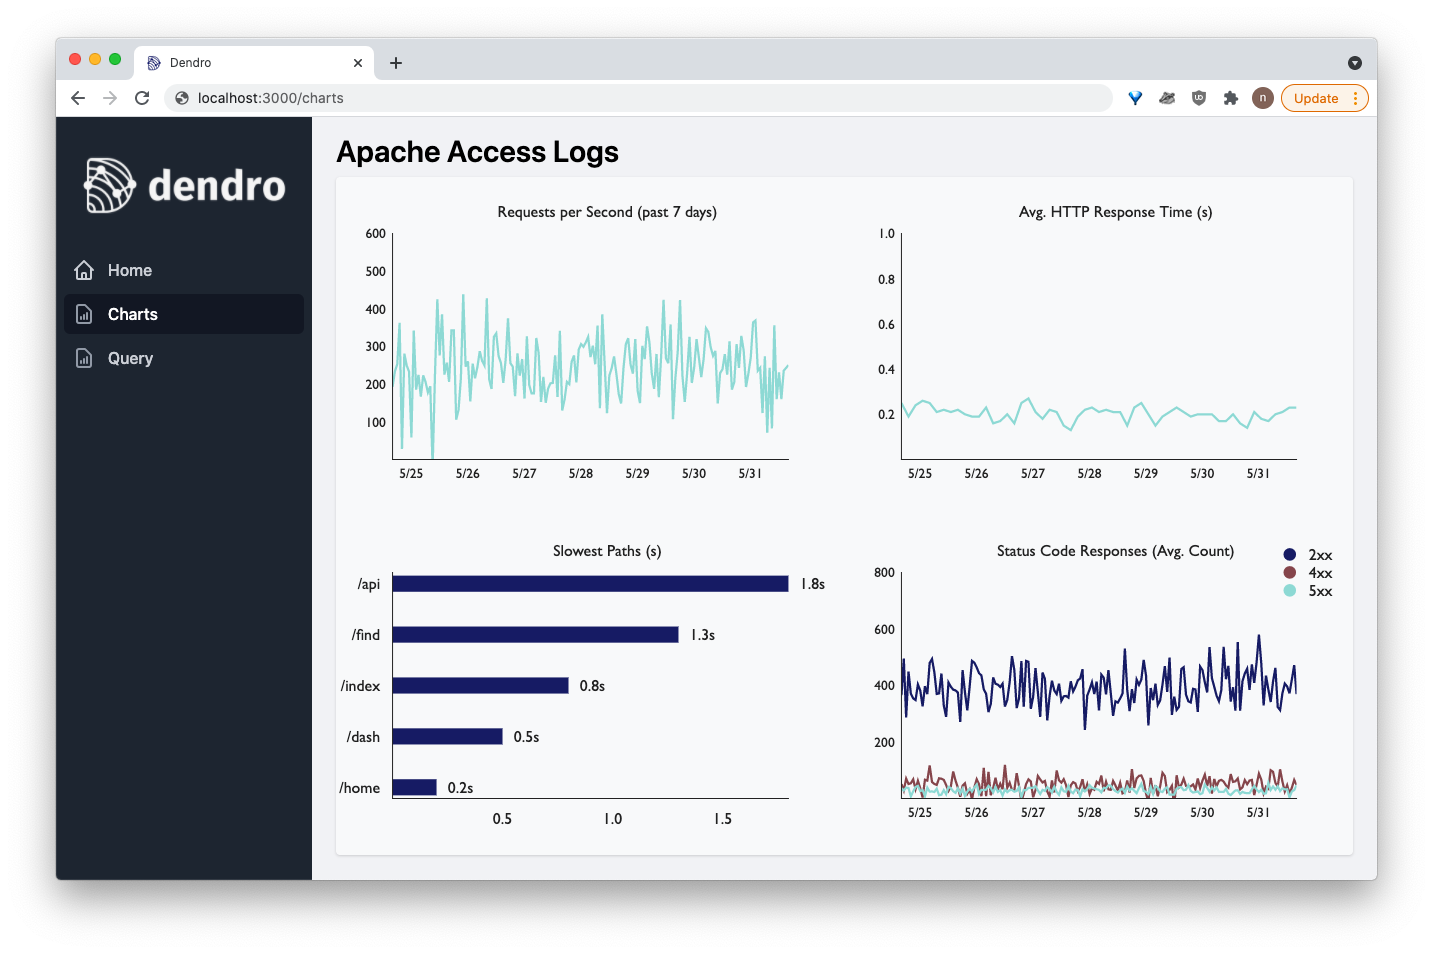 Dendro
localhost:3000/charts
n
Update
dendro
Home
Charts
Query
Apache Access Logs
Requests per Second (past 7 days)
600
500
400
300
200
100
5/25 5/26 5/27 5/28 5/29 5/30 5/31
Avg. HTTP Response Time (s)
1.0
0.8
0.6
0.4
0.2
5/25 5/26 5/27 5/28 5/29 5/30 5/31
Slowest Paths (s)
/api 1.8s
/find 1.3s
/index 0.8s
/dash 0.5s
/home 0.2s
0.5 1.0 1.5
Status Code Responses (Avg. Count)
2xx
4xx
5xx
800
600
400
200
5/25 5/26 5/27 5/28 5/29 5/30 5/31